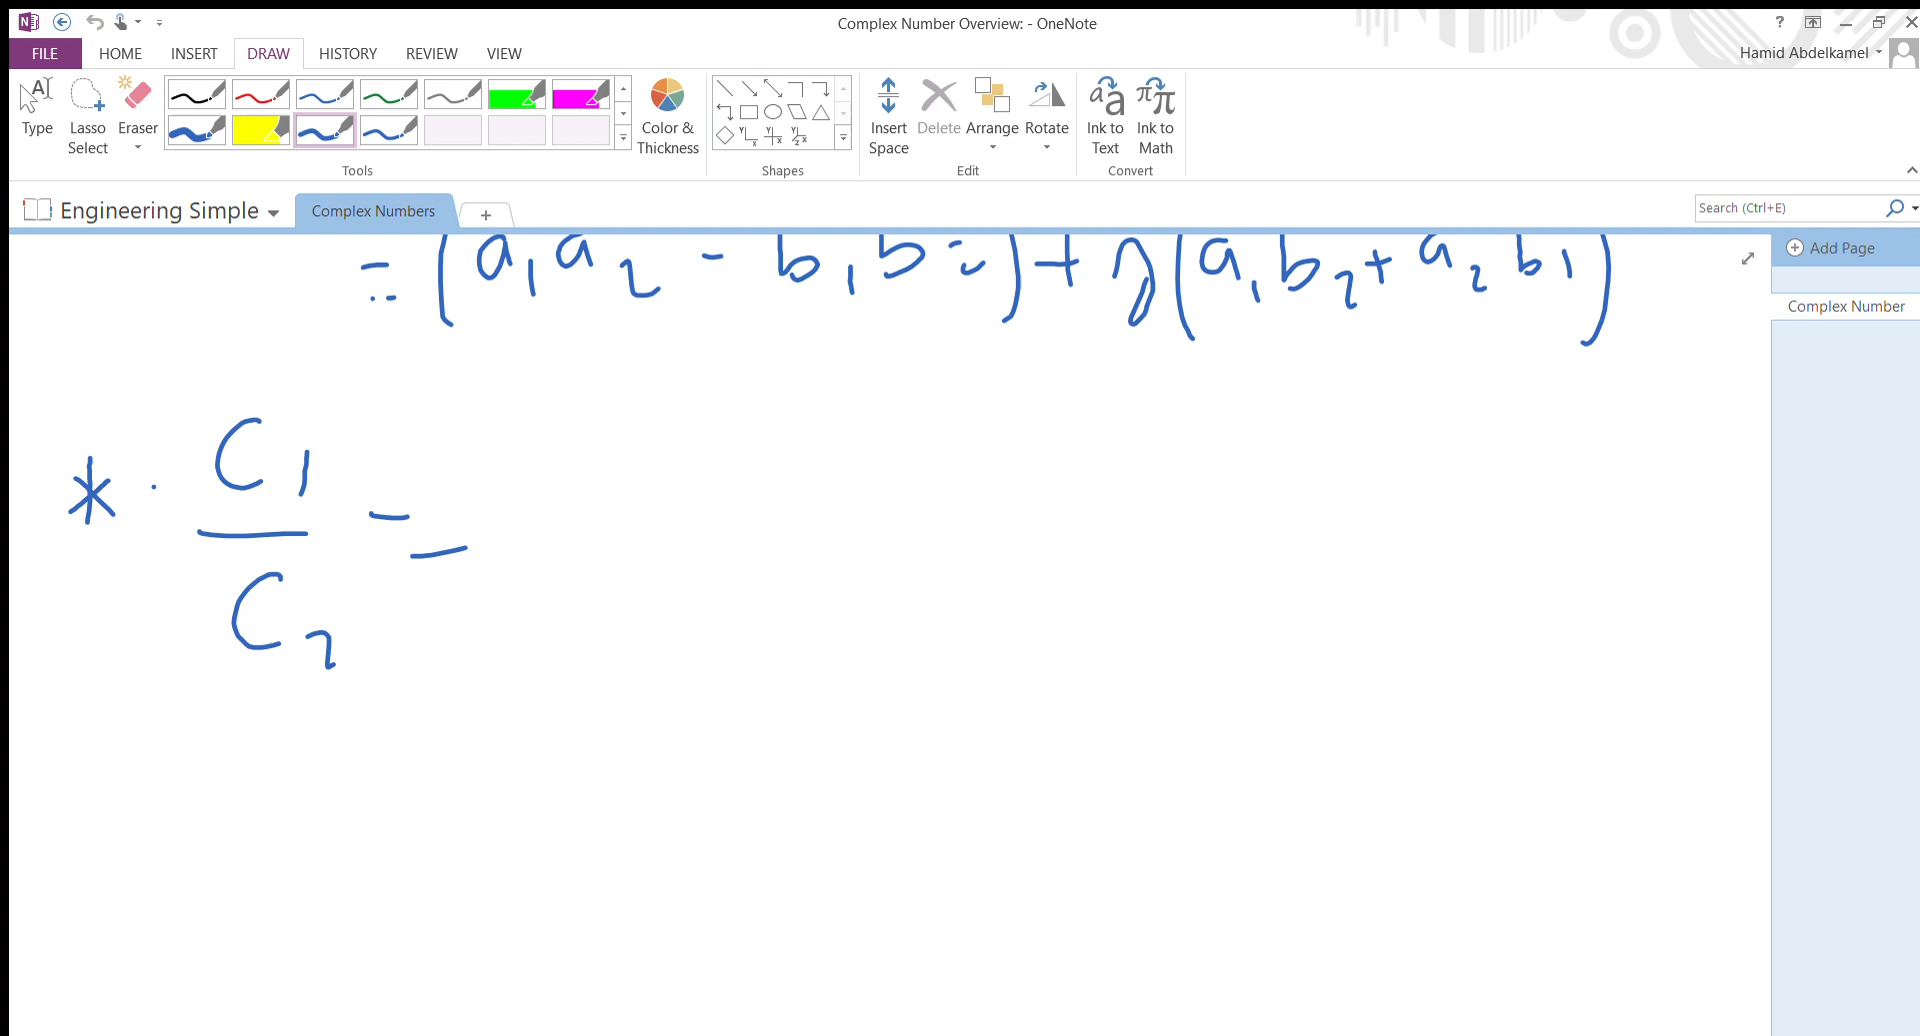 Complex Number Overview: - OneNote
FILE HOME INSERT DRAW HISTORY REVIEW VIEW
Hamid Abdelkamel
Type
Lasso Select
Eraser
Color & Thickness
Insert Space
Delete
Arrange
Rotate
Ink to Text
Ink to Math
Tools Shapes Edit Convert
Engineering Simple
Complex Numbers
Search (Ctrl+E)
Add Page
Complex Number
= (a₁a₂ - b₁b₂) + j(a₁b₂ + a₂b₁)
* · C₁
=
C₂